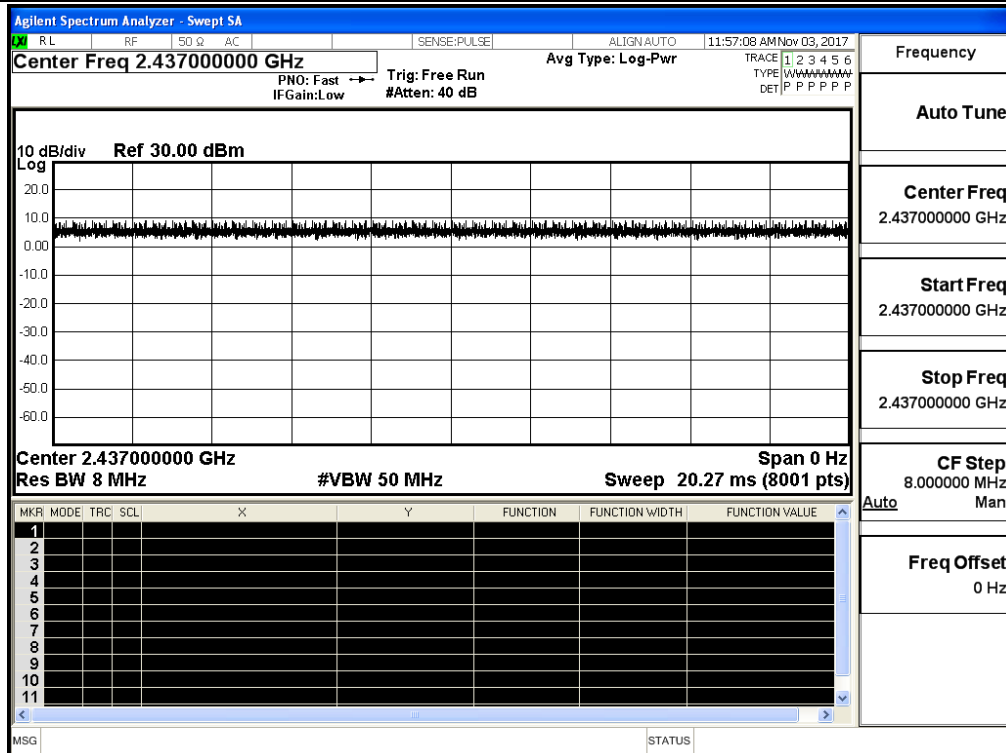 Agilent Spectrum Analyzer - Swept SA
LXI RL RF 50 Ω AC SENSE:PULSE ALIGN AUTO 11:57:08 AM Nov 03, 2017
Center Freq 2.437000000 GHz
PNO: Fast
IFGain:Low
Trig: Free Run
#Atten: 40 dB
Avg Type: Log-Pwr
TRACE 1 2 3 4 5 6
TYPE WWWWWW
DET P P P P P P
10 dB/div Ref 30.00 dBm
Log
20.0
10.0
0.00
-10.0
-20.0
-30.0
-40.0
-50.0
-60.0
Center 2.437000000 GHz Span 0 Hz
Res BW 8 MHz #VBW 50 MHz Sweep 20.27 ms (8001 pts)
MKR MODE TRC SCL X Y FUNCTION FUNCTION WIDTH FUNCTION VALUE
1
2
3
4
5
6
7
8
9
10
11
MSG STATUS
Frequency
Auto Tune
Center Freq
2.437000000 GHz
Start Freq
2.437000000 GHz
Stop Freq
2.437000000 GHz
CF Step
8.000000 MHz
Auto Man
Freq Offset
0 Hz